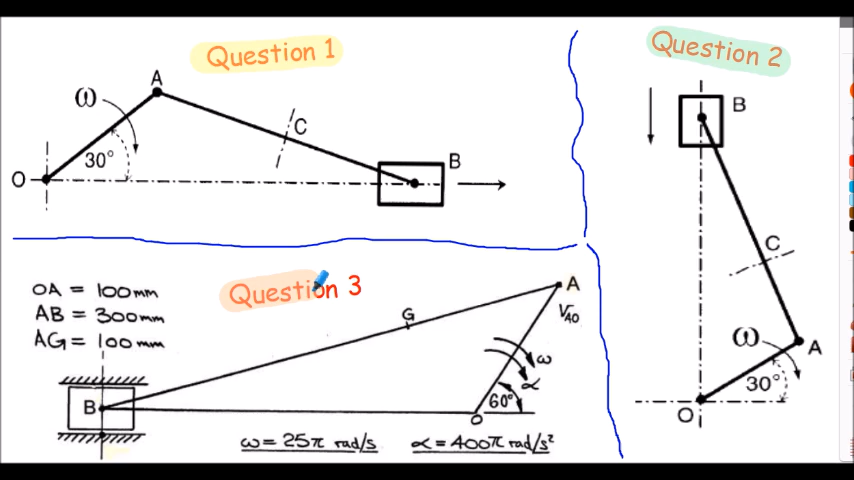 Question 1
A
ω
C
30°
B
O
Question 2
B
C
ω
A
30°
O
Question 3
OA = 100mm
AB = 300mm
AG = 100mm
A
G
V_AO
ω
α
60°
B
O
ω = 25π rad/s
α = 400π rad/s²